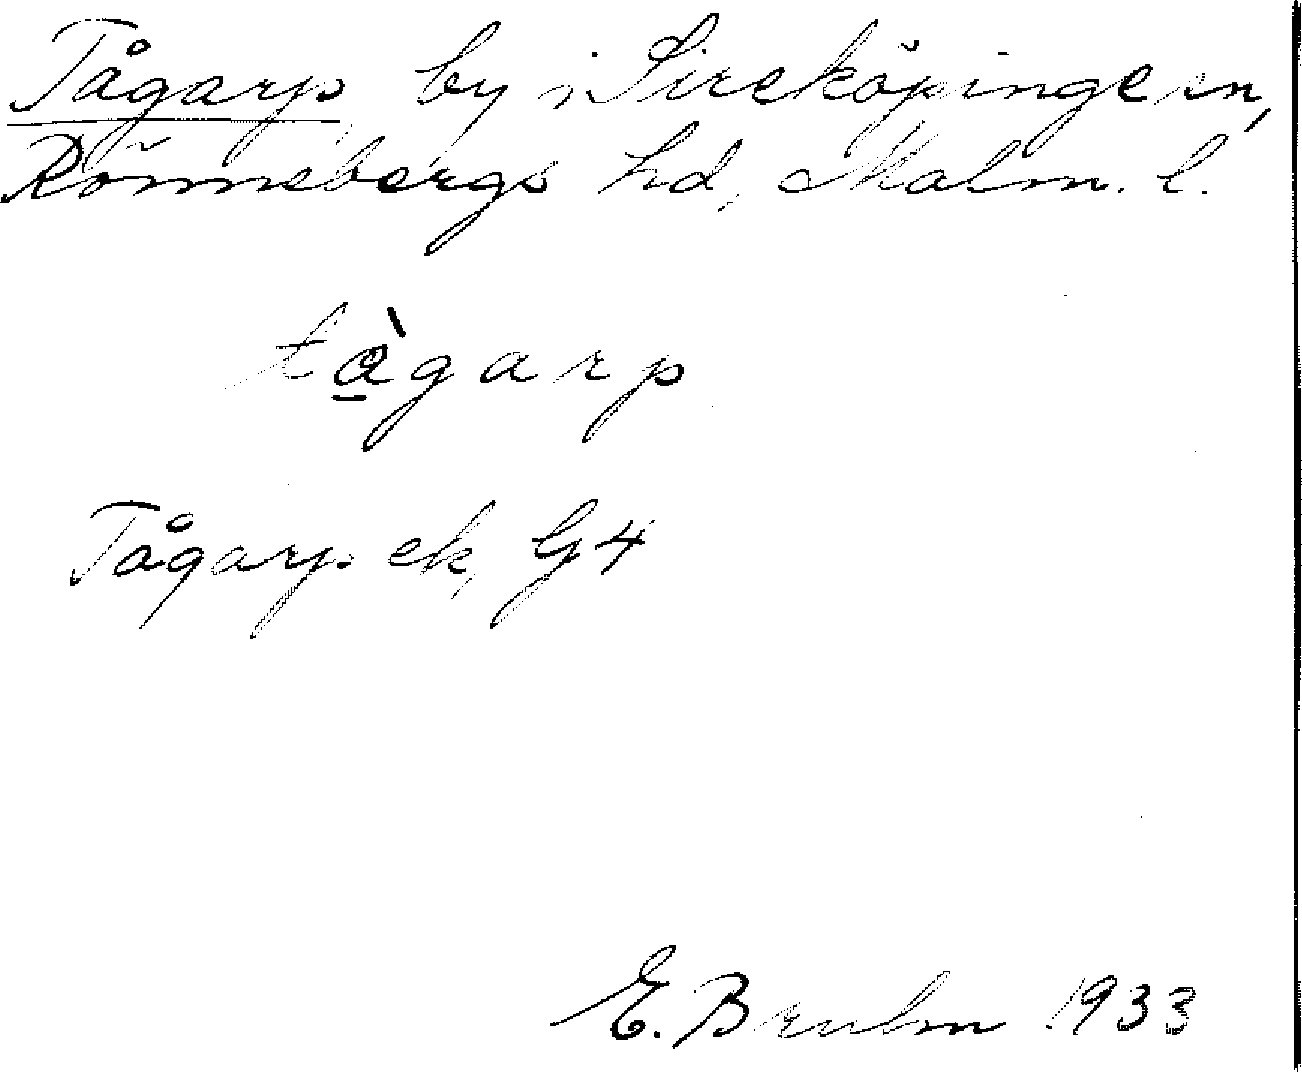 Tågarp by i Sireköpinge sn,
Rönnebergs hd, Malm. l.
tàgarp
Tågarp ek, G4
E. Bruhn 1933